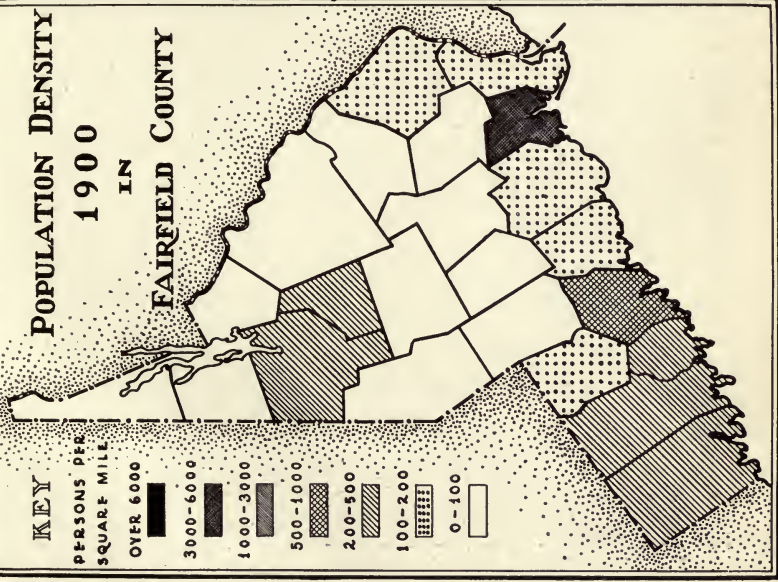 POPULATION DENSITY
1900
IN
FAIRFIELD COUNTY
KEY
PERSONS PER
SQUARE MILE
OVER 6000
3000-6000
1000-3000
500-1000
200-500
100-200
0-100